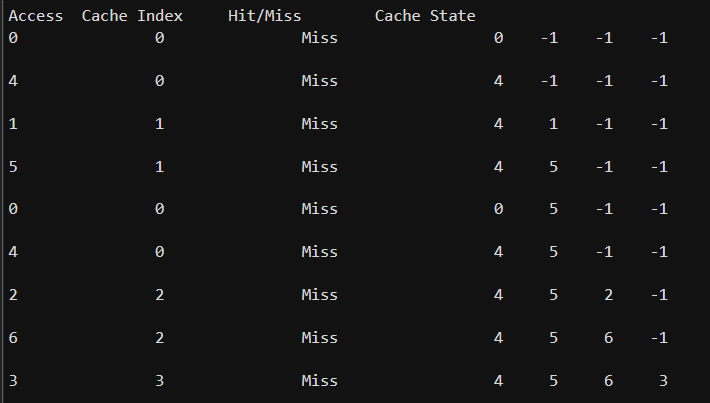 Access  Cache Index     Hit/Miss        Cache State
0               0               Miss                 0    -1    -1    -1
4               0               Miss                 4    -1    -1    -1
1               1               Miss                 4     1    -1    -1
5               1               Miss                 4     5    -1    -1
0               0               Miss                 0     5    -1    -1
4               0               Miss                 4     5    -1    -1
2               2               Miss                 4     5     2    -1
6               2               Miss                 4     5     6    -1
3               3               Miss                 4     5     6     3